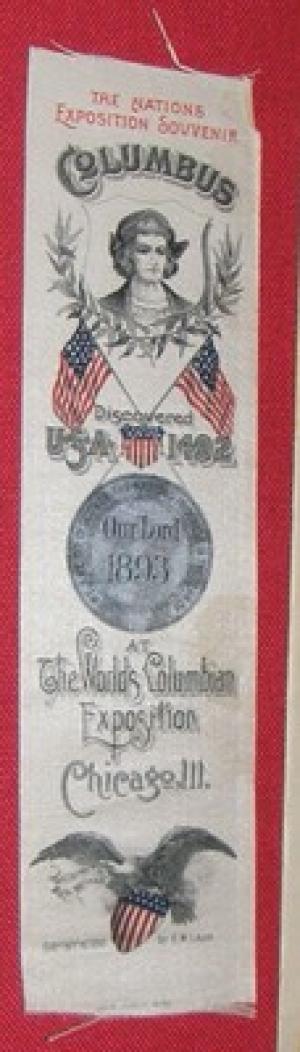 THE NATIONS
EXPOSITION SOUVENIR
COLUMBUS
Discovered
U.S.A. 1492
Our Lord
1893
AT
The World's Columbian
Exposition
Chicago. Ill.